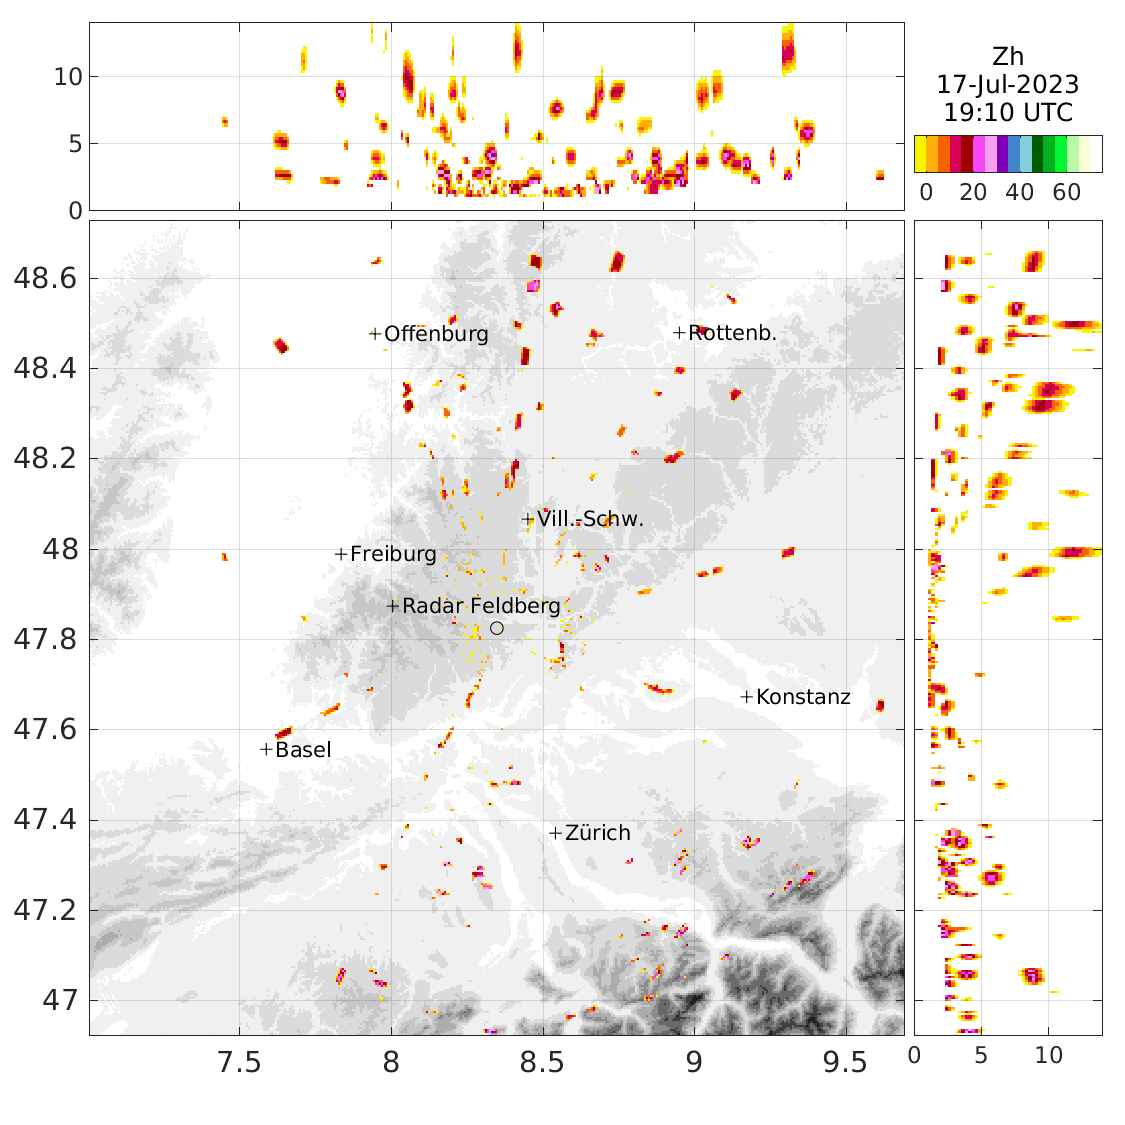 10
5
0
Zh
17-Jul-2023
19:10 UTC
0 20 40 60
48.6
48.4
48.2
48
47.8
47.6
47.4
47.2
47
Offenburg
Rottenb.
Vill.-Schw.
Freiburg
Radar Feldberg
Konstanz
Basel
Zürich
7.5 8 8.5 9 9.5
0 5 10